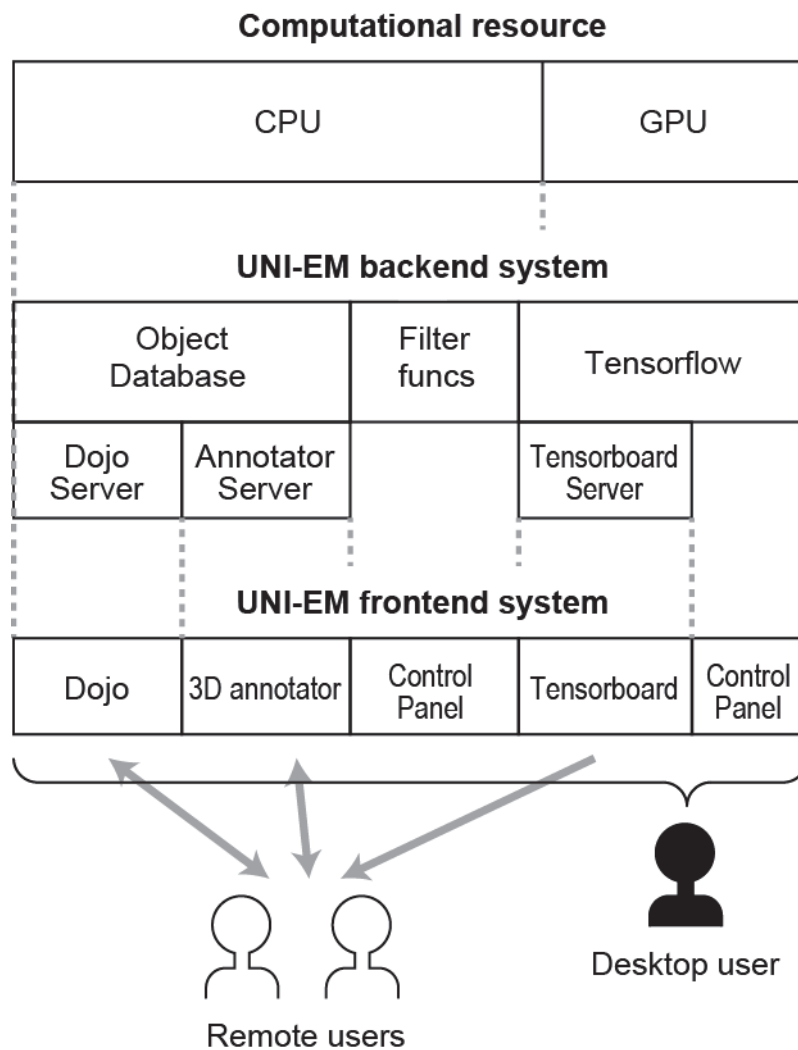 Computational resource
CPU
GPU
UNI-EM backend system
Object
Database
Filter
funcs
Tensorflow
Dojo
Server
Annotator
Server
Tensorboard
Server
UNI-EM frontend system
Dojo
3D annotator
Control
Panel
Tensorboard
Control
Panel
Desktop user
Remote users